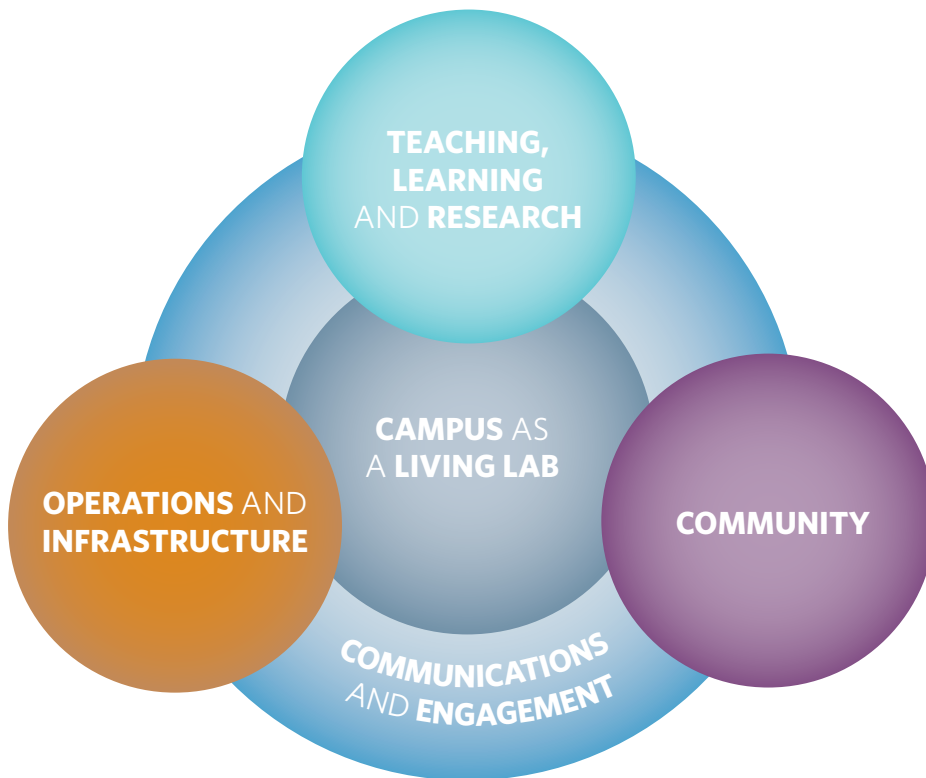 TEACHING,
LEARNING
AND RESEARCH
CAMPUS AS
A LIVING LAB
OPERATIONS AND
INFRASTRUCTURE
COMMUNITY
COMMUNICATIONS
AND ENGAGEMENT